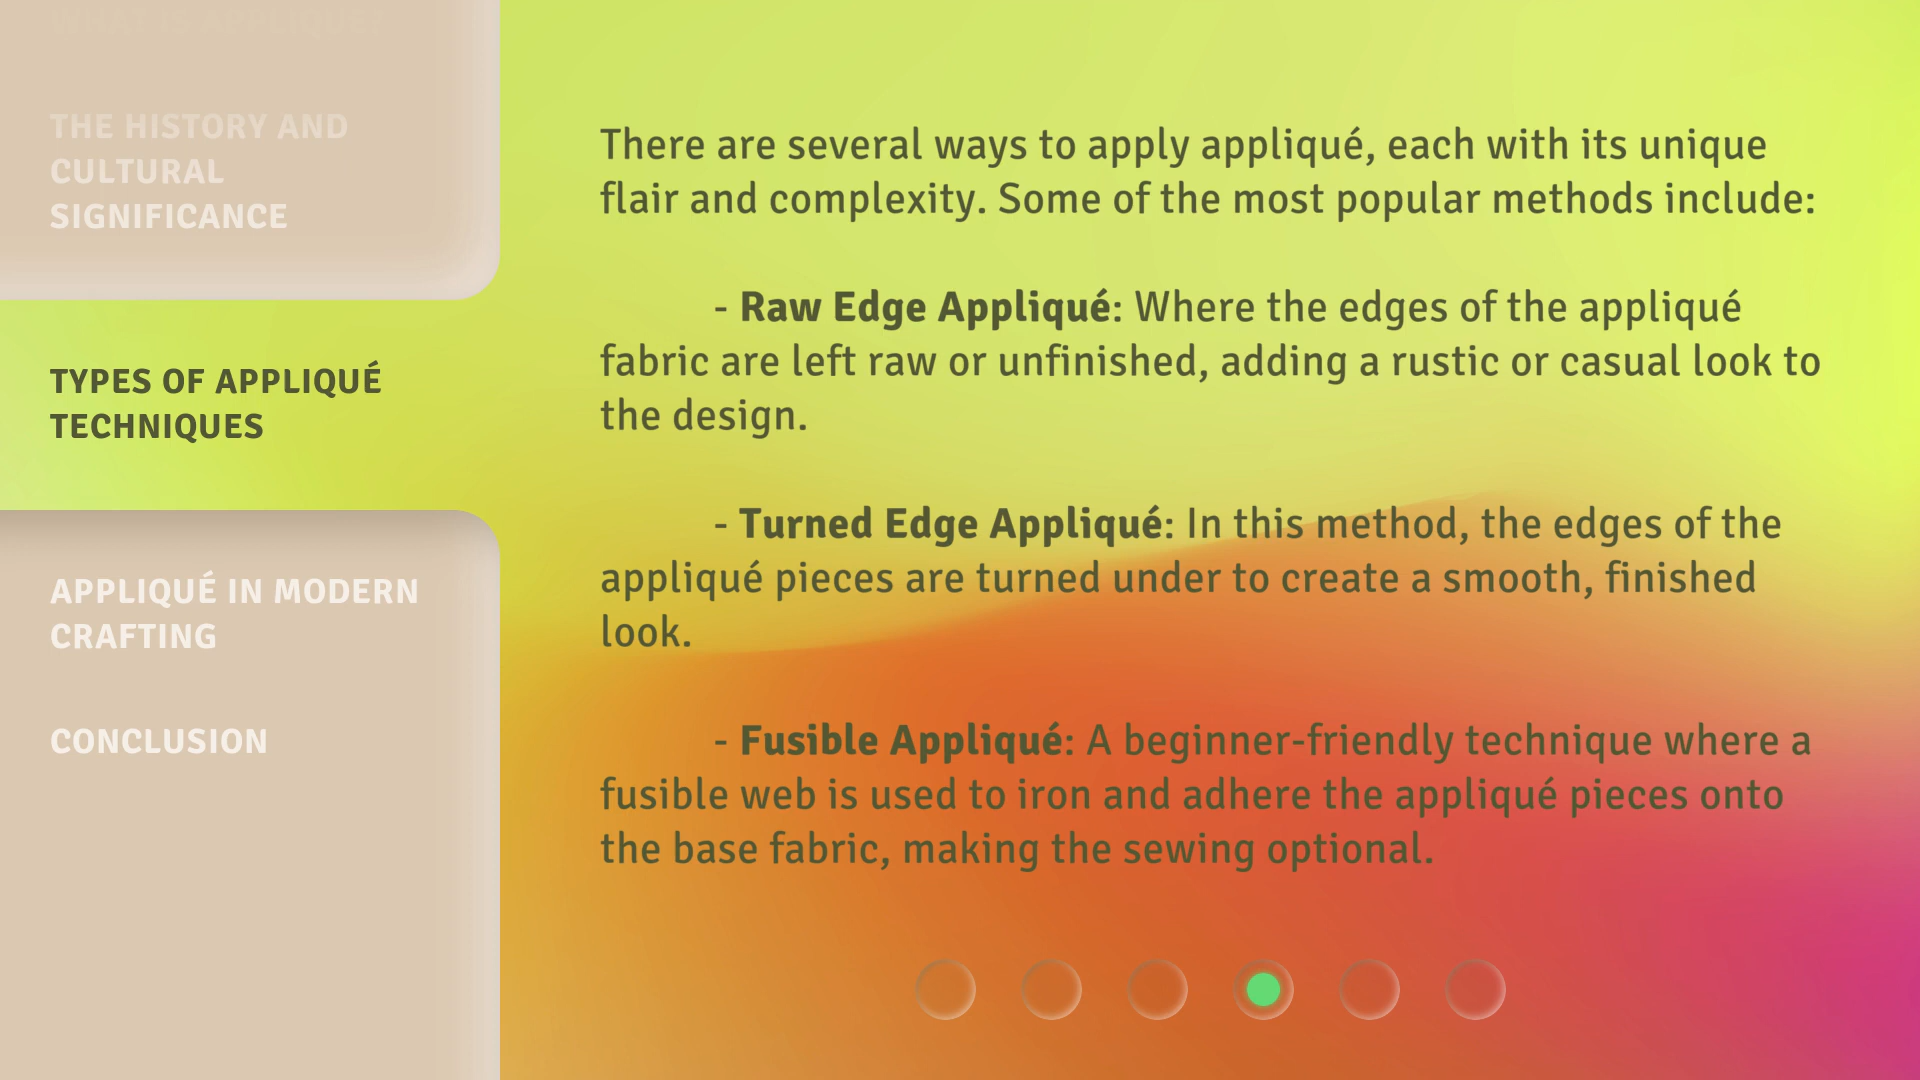 WHAT IS APPLIQUÉ?
THE HISTORY AND
CULTURAL
SIGNIFICANCE
TYPES OF APPLIQUÉ
TECHNIQUES
APPLIQUÉ IN MODERN
CRAFTING
CONCLUSION
There are several ways to apply appliqué, each with its unique
flair and complexity. Some of the most popular methods include:
- Raw Edge Appliqué: Where the edges of the appliqué
fabric are left raw or unfinished, adding a rustic or casual look to
the design.
- Turned Edge Appliqué: In this method, the edges of the
appliqué pieces are turned under to create a smooth, finished
look.
- Fusible Appliqué: A beginner-friendly technique where a
fusible web is used to iron and adhere the appliqué pieces onto
the base fabric, making the sewing optional.